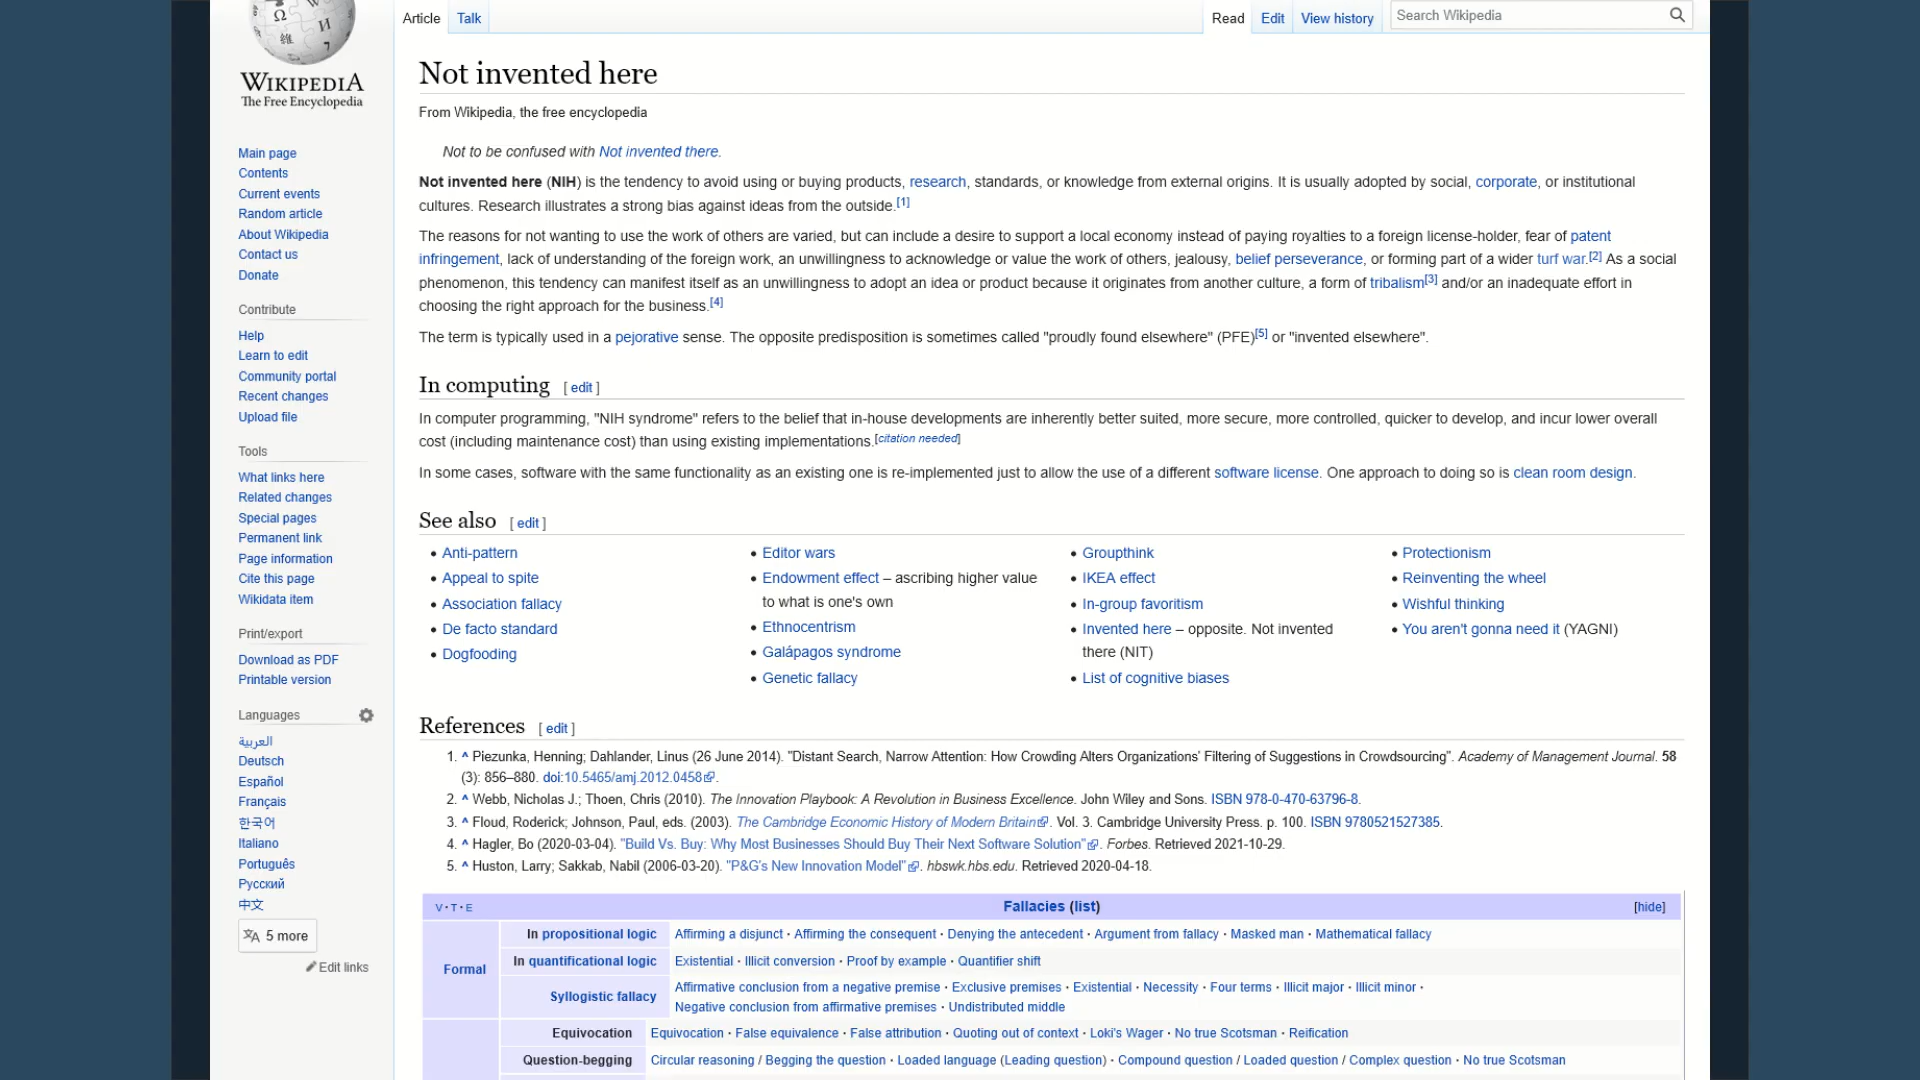 Article
Talk
Read
Edit
View history
Search Wikipedia
WIKIPEDIA
The Free Encyclopedia
Main page
Contents
Current events
Random article
About Wikipedia
Contact us
Donate
Contribute
Help
Learn to edit
Community portal
Recent changes
Upload file
Tools
What links here
Related changes
Special pages
Permanent link
Page information
Cite this page
Wikidata item
Print/export
Download as PDF
Printable version
Languages
العربية
Deutsch
Español
Français
한국어
Italiano
Português
Русский
中文
5 more
Edit links
Not invented here
From Wikipedia, the free encyclopedia
Not to be confused with Not invented there.
Not invented here (NIH) is the tendency to avoid using or buying products, research, standards, or knowledge from external origins. It is usually adopted by social, corporate, or institutional
cultures. Research illustrates a strong bias against ideas from the outside.[1]
The reasons for not wanting to use the work of others are varied, but can include a desire to support a local economy instead of paying royalties to a foreign license-holder, fear of patent
infringement, lack of understanding of the foreign work, an unwillingness to acknowledge or value the work of others, jealousy, belief perseverance, or forming part of a wider turf war.[2] As a social
phenomenon, this tendency can manifest itself as an unwillingness to adopt an idea or product because it originates from another culture, a form of tribalism[3] and/or an inadequate effort in
choosing the right approach for the business.[4]
The term is typically used in a pejorative sense. The opposite predisposition is sometimes called "proudly found elsewhere" (PFE)[5] or "invented elsewhere".
In computing [ edit ]
In computer programming, "NIH syndrome" refers to the belief that in-house developments are inherently better suited, more secure, more controlled, quicker to develop, and incur lower overall
cost (including maintenance cost) than using existing implementations.[citation needed]
In some cases, software with the same functionality as an existing one is re-implemented just to allow the use of a different software license. One approach to doing so is clean room design.
See also [ edit ]
• Anti-pattern
• Appeal to spite
• Association fallacy
• De facto standard
• Dogfooding
• Editor wars
• Endowment effect – ascribing higher value
to what is one's own
• Ethnocentrism
• Galápagos syndrome
• Genetic fallacy
• Groupthink
• IKEA effect
• In-group favoritism
• Invented here – opposite. Not invented
there (NIT)
• List of cognitive biases
• Protectionism
• Reinventing the wheel
• Wishful thinking
• You aren't gonna need it (YAGNI)
References [ edit ]
1. ^ Piezunka, Henning; Dahlander, Linus (26 June 2014). "Distant Search, Narrow Attention: How Crowding Alters Organizations' Filtering of Suggestions in Crowdsourcing". Academy of Management Journal. 58
(3): 856–880. doi:10.5465/amj.2012.0458.
2. ^ Webb, Nicholas J.; Thoen, Chris (2010). The Innovation Playbook: A Revolution in Business Excellence. John Wiley and Sons. ISBN 978-0-470-63796-8.
3. ^ Floud, Roderick; Johnson, Paul, eds. (2003). The Cambridge Economic History of Modern Britain. Vol. 3. Cambridge University Press. p. 100. ISBN 9780521527385.
4. ^ Hagler, Bo (2020-03-04). "Build Vs. Buy: Why Most Businesses Should Buy Their Next Software Solution". Forbes. Retrieved 2021-10-29.
5. ^ Huston, Larry; Sakkab, Nabil (2006-03-20). "P&G's New Innovation Model". hbswk.hbs.edu. Retrieved 2020-04-18.
V · T · E
Fallacies (list)
[hide]
Formal
In propositional logic
Affirming a disjunct · Affirming the consequent · Denying the antecedent · Argument from fallacy · Masked man · Mathematical fallacy
In quantificational logic
Existential · Illicit conversion · Proof by example · Quantifier shift
Syllogistic fallacy
Affirmative conclusion from a negative premise · Exclusive premises · Existential · Necessity · Four terms · Illicit major · Illicit minor ·
Negative conclusion from affirmative premises · Undistributed middle
Equivocation
Equivocation · False equivalence · False attribution · Quoting out of context · Loki's Wager · No true Scotsman · Reification
Question-begging
Circular reasoning / Begging the question · Loaded language (Leading question) · Compound question / Loaded question / Complex question · No true Scotsman